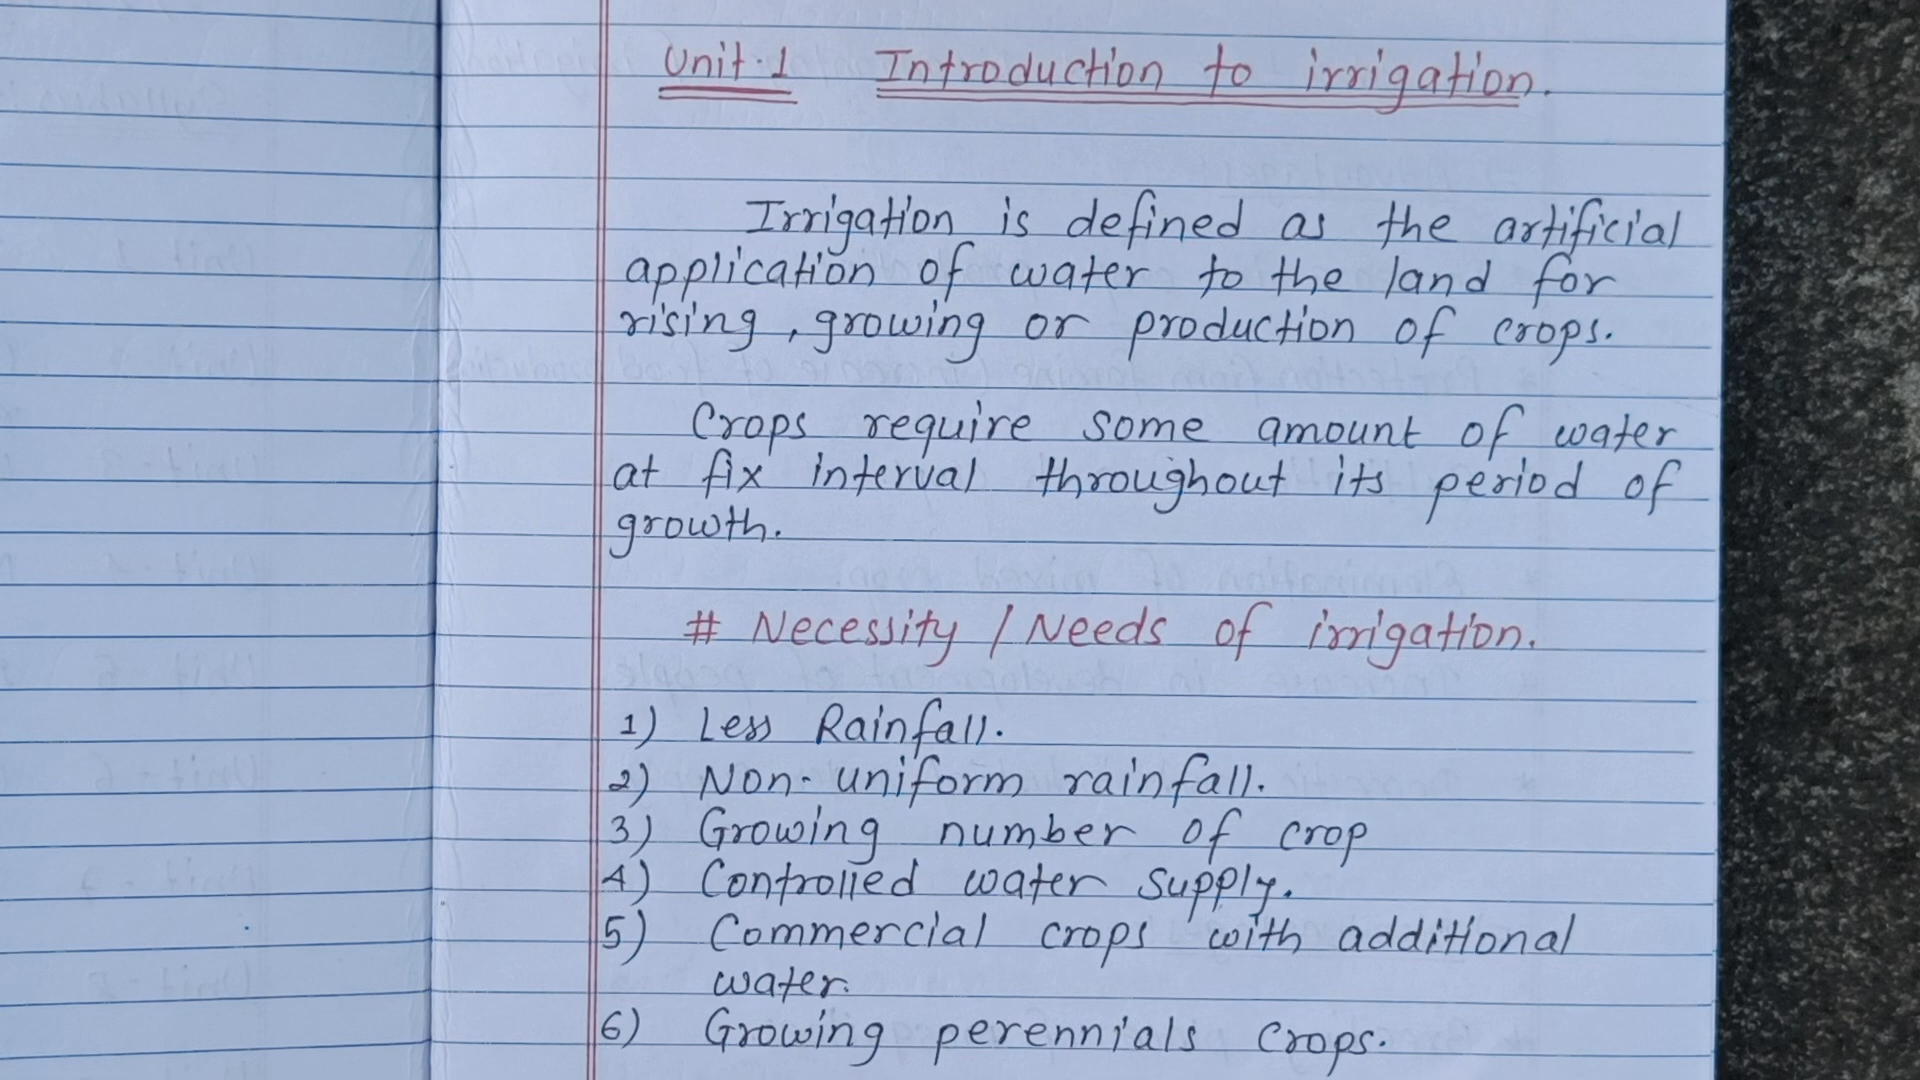 Unit.1 Introduction to irrigation.
Irrigation is defined as the artificial
application of water to the land for
rising, growing or production of crops.
Crops require some amount of water
at fix interval throughout its period of
growth.
# Necessity / Needs of irrigation.
1) Less Rainfall.
2) Non-uniform rainfall.
3) Growing number of crop
4) Controlled water supply.
5) Commercial crops with additional
water.
6) Growing perennials crops.